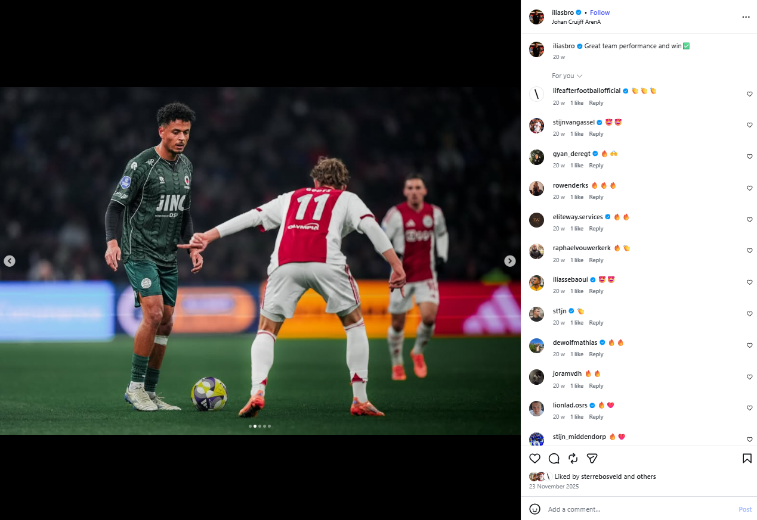 iliasbro • Follow
Johan Cruijff ArenA
iliasbro Great team performance and win ✅
20 w
For you
lifeafterfootballofficial 👏 👏 👏
20 w 1 like Reply
stijnvangassel 😍 😍
20 w 1 like Reply
gyan_deregt 🔥 🙌
20 w 1 like Reply
rowenderks 🔥 🔥 🔥
20 w 1 like Reply
eliteway.services 🔥 🔥
20 w 1 like Reply
raphaelvouwerkerk 🔥 👏
20 w 1 like Reply
iliassebaoui 😍 😍
20 w 1 like Reply
st1jn 👏
20 w 1 like Reply
dewolfmathias 🔥 🔥
20 w 1 like Reply
joramvdh 🔥 🔥
20 w 1 like Reply
lionlad.osrs 🔥 ❤️
20 w 1 like Reply
stijn_middendorp 🔥 ❤️
Liked by sterrebosveld and others
23 November 2025
Add a comment...
Post
11
OLYMPUS